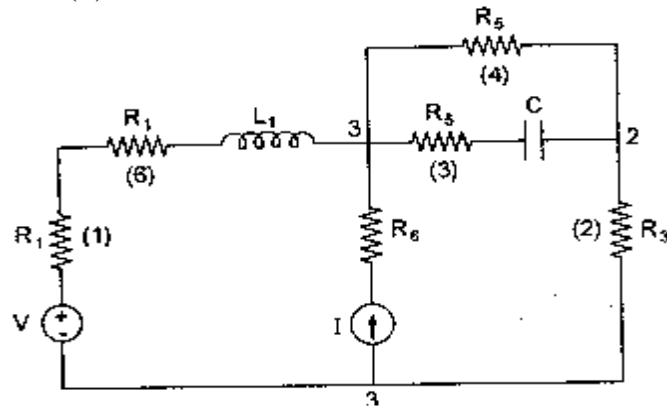 R5
(4)
R1
L1
3
R5
C
2
(6)
(3)
R1
(1)
R6
(2)
R3
V
+
-
I
3